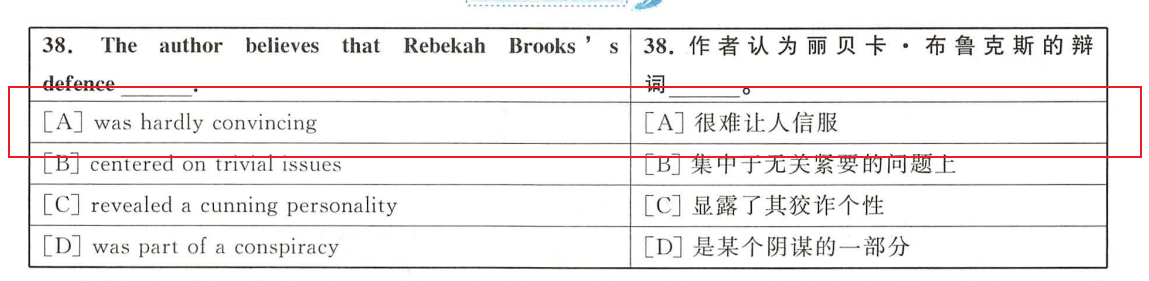 38. The author believes that Rebekah Brooks's
defence ______.
38. 作者认为丽贝卡·布鲁克斯的辩
词______。
[A] was hardly convincing
[A] 很难让人信服
[B] centered on trivial issues
[B] 集中于无关紧要的问题上
[C] revealed a cunning personality
[C] 显露了其狡诈个性
[D] was part of a conspiracy
[D] 是某个阴谋的一部分